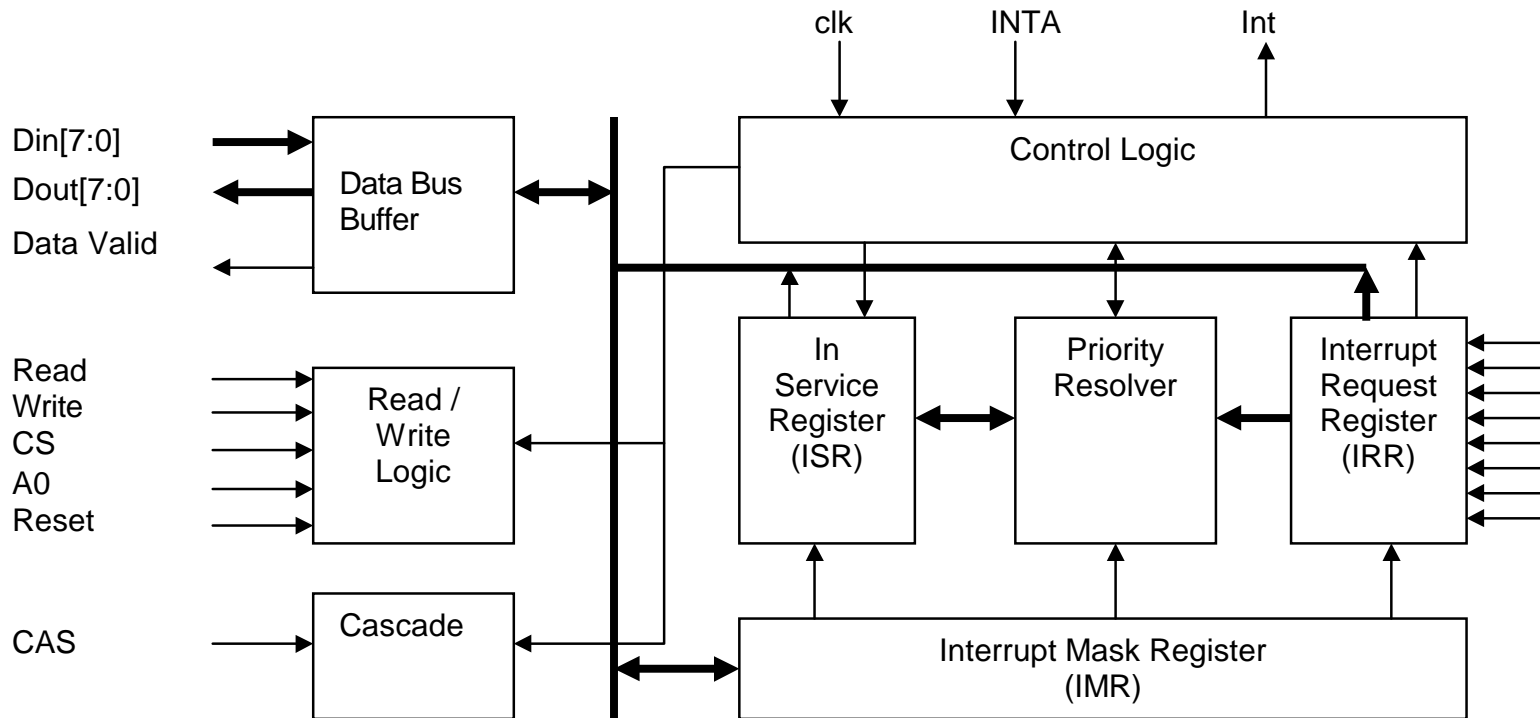 clk
INTA
Int
Din[7:0]
Dout[7:0]
Data Valid
Data Bus
Buffer
Control Logic
Read
Write
CS
A0
Reset
Read /
Write
Logic
In
Service
Register
(ISR)
Priority
Resolver
Interrupt
Request
Register
(IRR)
CAS
Cascade
Interrupt Mask Register
(IMR)